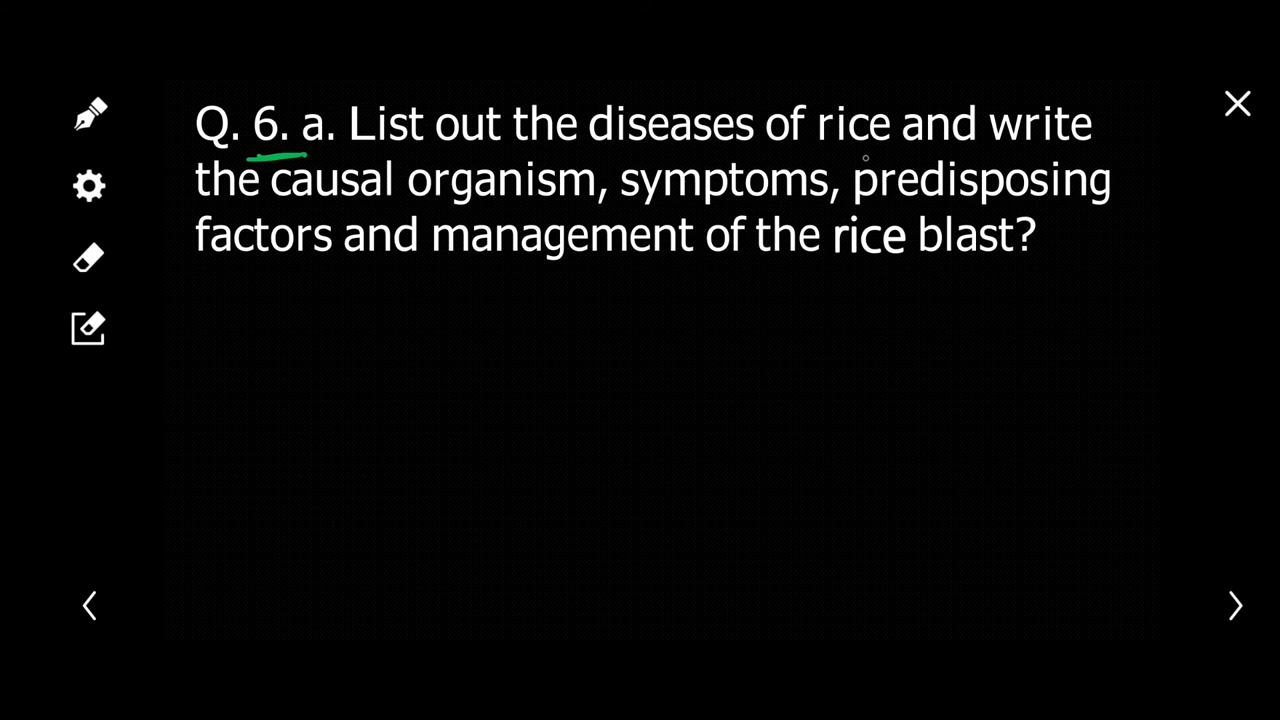 Q. 6. a. List out the diseases of rice and write
the causal organism, symptoms, predisposing
factors and management of the rice blast?